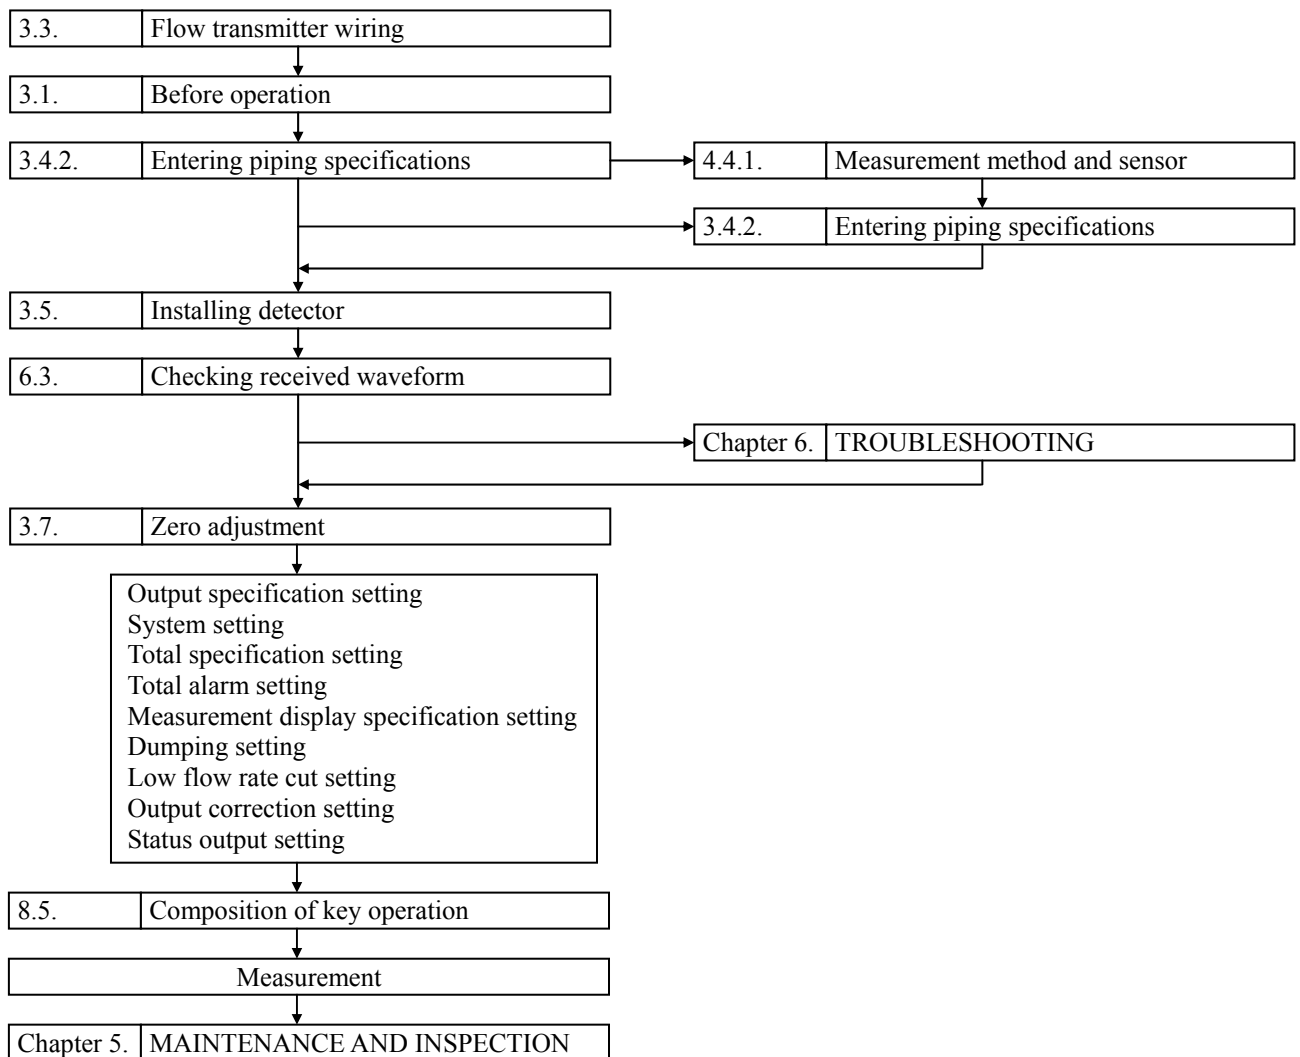 3.3. Flow transmitter wiring
3.1. Before operation
3.4.2. Entering piping specifications
4.4.1. Measurement method and sensor
3.4.2. Entering piping specifications
3.5. Installing detector
6.3. Checking received waveform
Chapter 6. TROUBLESHOOTING
3.7. Zero adjustment
Output specification setting
System setting
Total specification setting
Total alarm setting
Measurement display specification setting
Dumping setting
Low flow rate cut setting
Output correction setting
Status output setting
8.5. Composition of key operation
Measurement
Chapter 5. MAINTENANCE AND INSPECTION